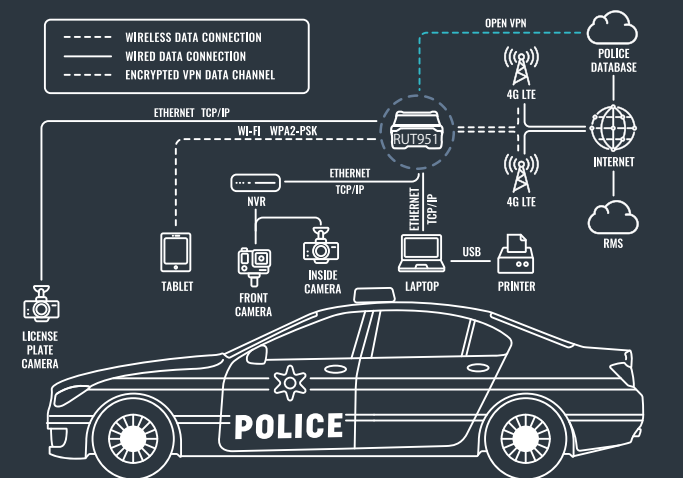 WIRELESS DATA CONNECTION
WIRED DATA CONNECTION
ENCRYPTED VPN DATA CHANNEL
OPEN VPN
POLICE
DATABASE
4G LTE
ETHERNET TCP/IP
WI-FI WPA2-PSK
RUT951
INTERNET
ETHERNET
TCP/IP
NVR
ETHERNET
TCP/IP
4G LTE
RMS
USB
TABLET
FRONT
CAMERA
INSIDE
CAMERA
LAPTOP
PRINTER
LICENSE
PLATE
CAMERA
POLICE